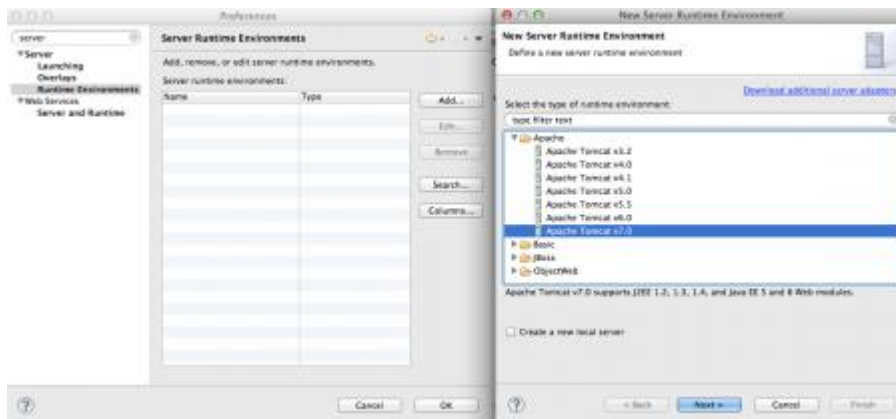 Preferences
server
Server
Launching
Overlays
Runtime Environments
Web Services
Server and Runtime
Server Runtime Environments
Add, remove, or edit server runtime environments.
Server runtime environments:
Name Type
Add...
Edit...
Remove
Search...
Columns...
Cancel OK
New Server Runtime Environment
New Server Runtime Environment
Define a new server runtime environment
Download additional server adapters
Select the type of runtime environment:
type filter text
Apache
Apache Tomcat v3.2
Apache Tomcat v4.0
Apache Tomcat v4.1
Apache Tomcat v5.0
Apache Tomcat v5.5
Apache Tomcat v6.0
Apache Tomcat v7.0
Basic
JBoss
ObjectWeb
Apache Tomcat v7.0 supports J2EE 1.2, 1.3, 1.4, and Java EE 5 and 6 Web modules.
Create a new local server
< Back Next > Cancel Finish